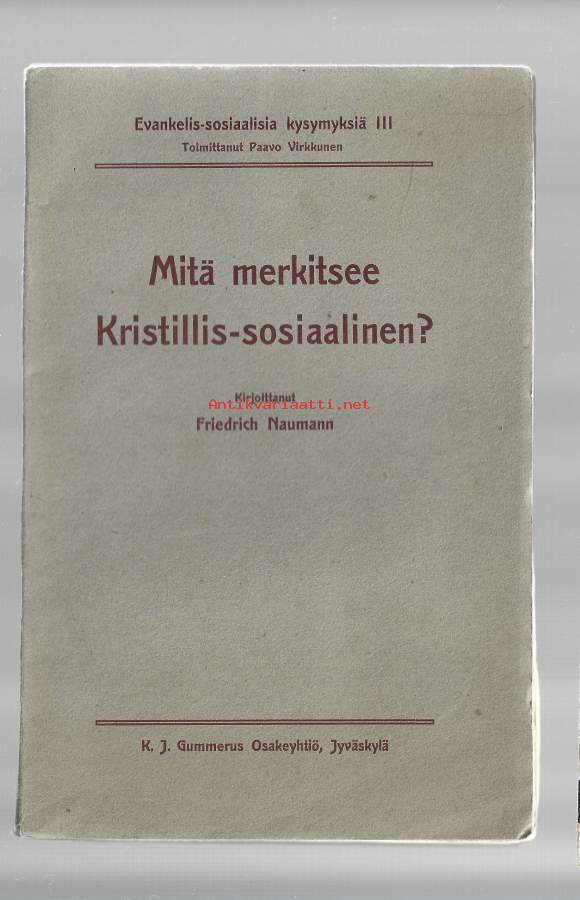 Evankelis-sosiaalisia kysymyksiä III
Toimittanut Paavo Virkkunen
Mitä merkitsee
Kristillis-sosiaalinen?
Kirjoittanut
Antikvariaatti.net
Friedrich Naumann
K. J. Gummerus Osakeyhtiö, Jyväskylä